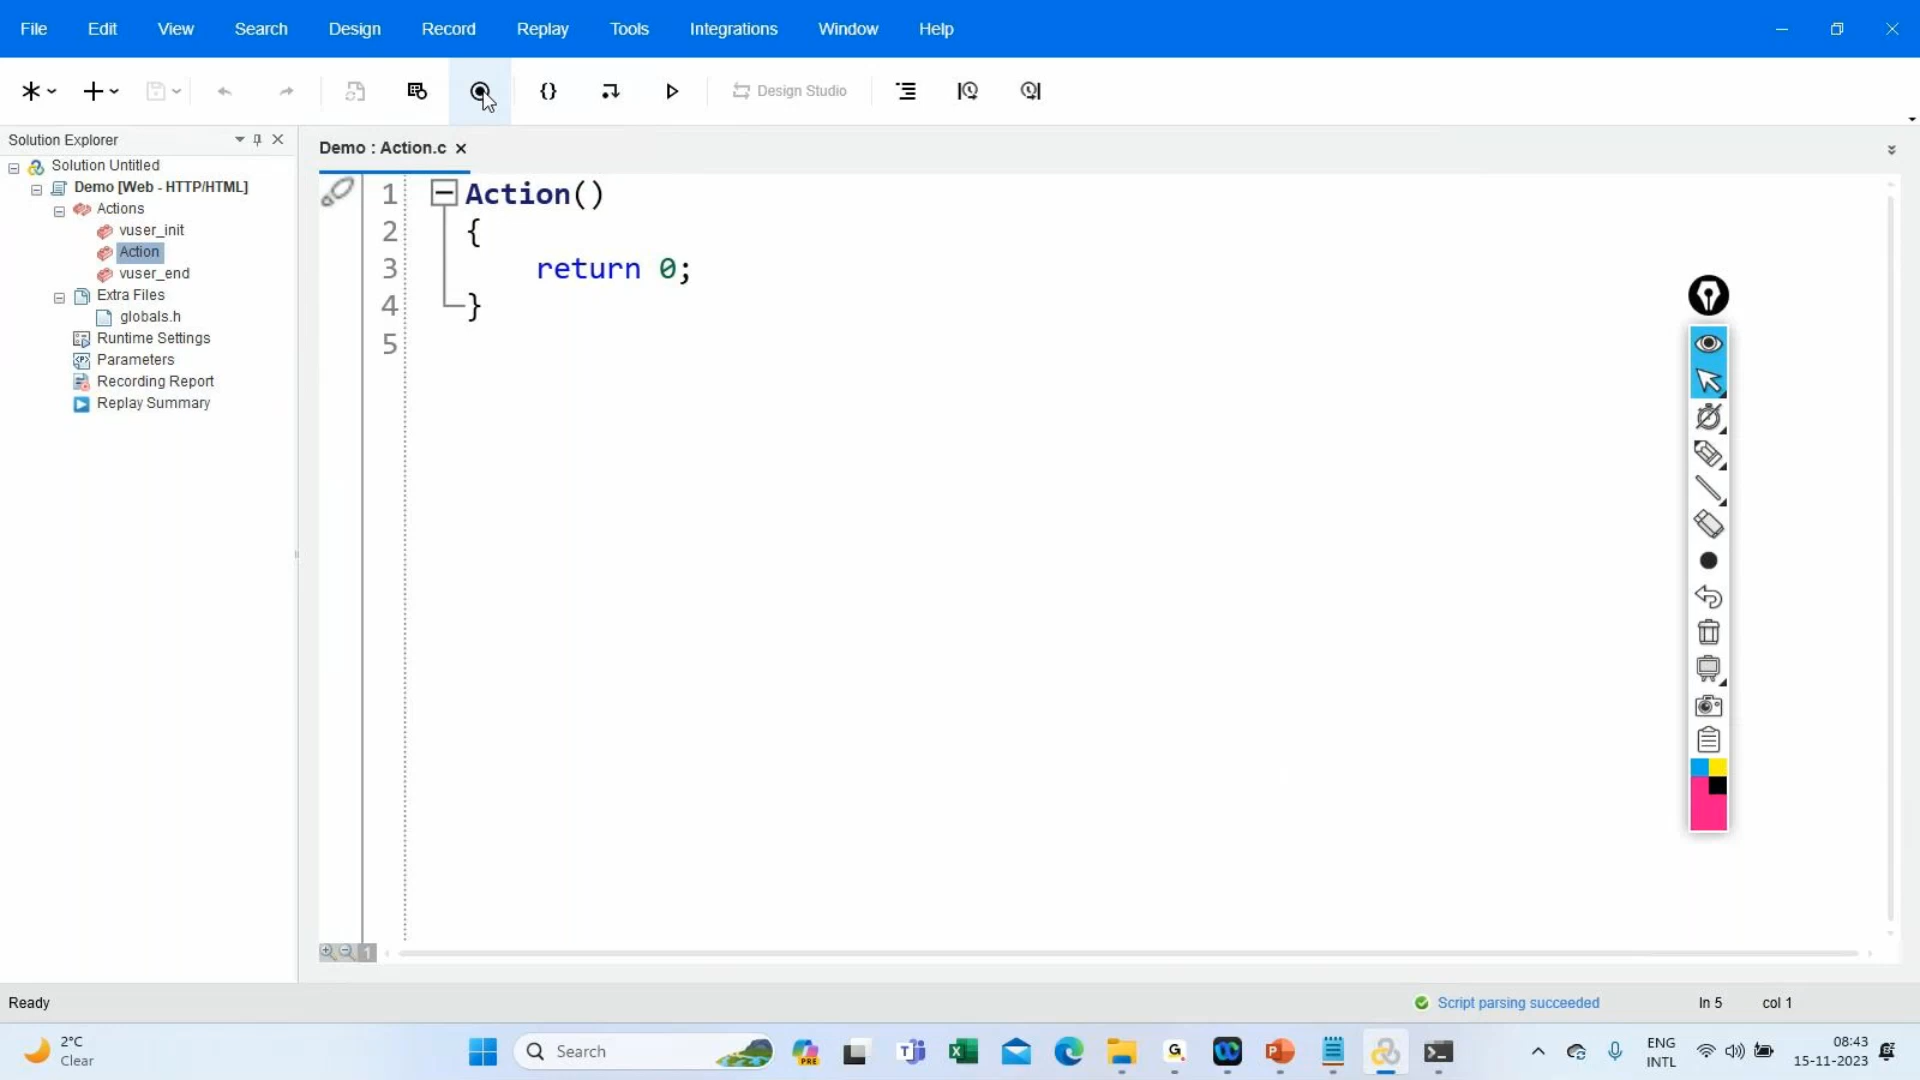 File Edit View Search Design Record Replay Tools Integrations Window Help
Design Studio
Solution Explorer
Demo : Action.c
Solution Untitled
Demo [Web - HTTP/HTML]
Actions
vuser_init
Action
vuser_end
Extra Files
globals.h
Runtime Settings
Parameters
Recording Report
Replay Summary
1 Action()
2 {
3 return 0;
4 }
5
1
Ready
Script parsing succeeded
ln 5
col 1
2°C
Clear
Search
PRE
ENG
INTL
08:43
15-11-2023